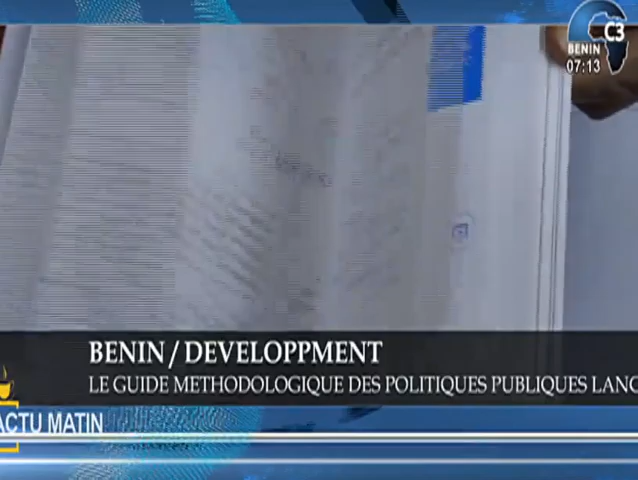 C3
BENIN
07:13
BENIN / DEVELOPPMENT
LE GUIDE METHODOLOGIQUE DES POLITIQUES PUBLIQUES LANC
ACTU MATIN